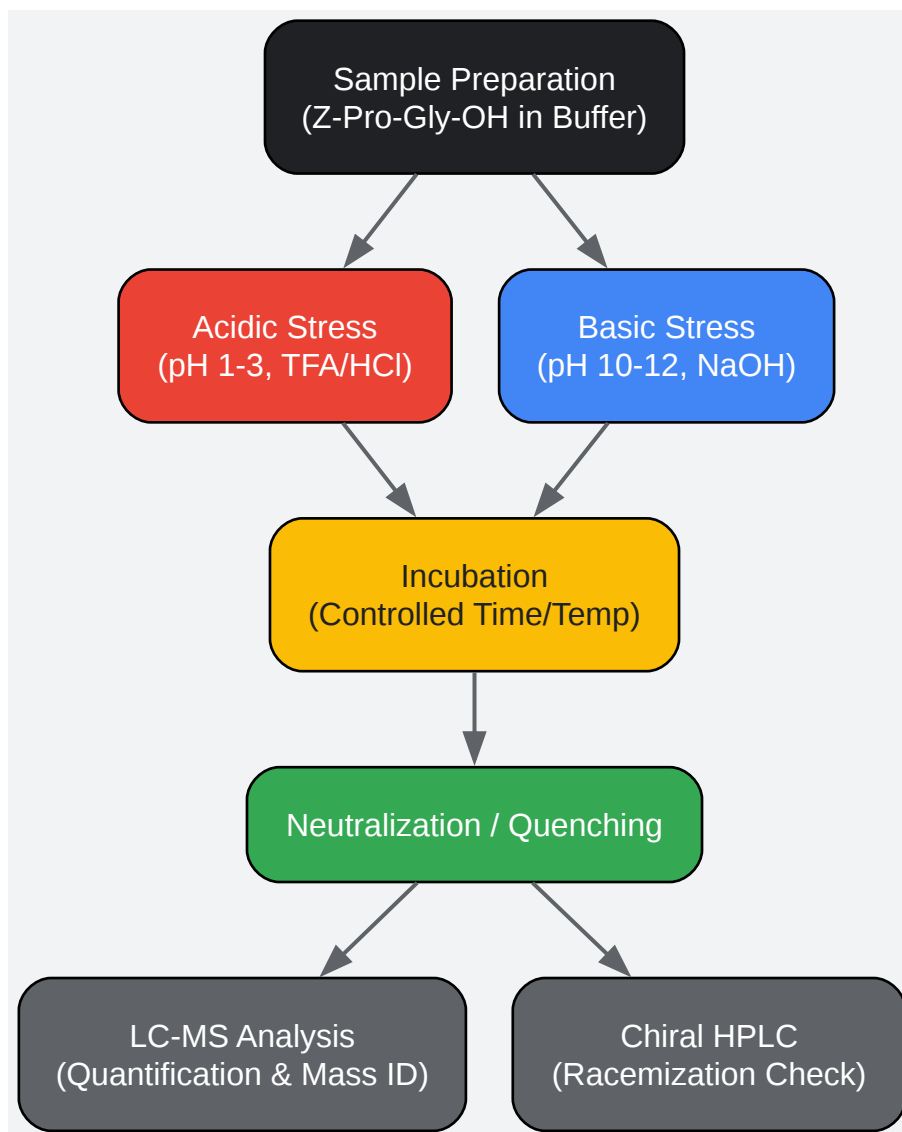 Sample Preparation
(Z-Pro-Gly-OH in Buffer)
Acidic Stress
(pH 1-3, TFA/HCl)
Basic Stress
(pH 10-12, NaOH)
Incubation
(Controlled Time/Temp)
Neutralization / Quenching
LC-MS Analysis
(Quantification & Mass ID)
Chiral HPLC
(Racemization Check)